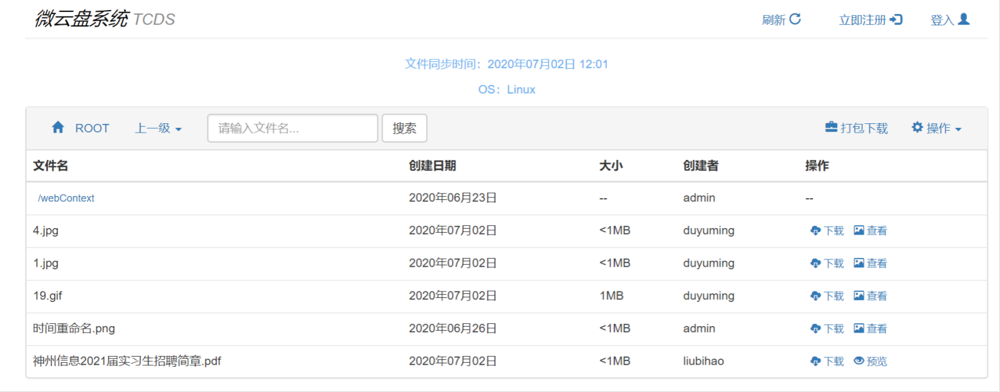 微云盘系统 TCDS 刷新 立即注册 登入
文件同步时间：2020年07月02日 12:01
OS：Linux
ROOT 上一级 请输入文件名... 搜索 打包下载 操作
文件名 创建日期 大小 创建者 操作
/webContext 2020年06月23日 -- admin --
4.jpg 2020年07月02日 <1MB duyuming 下载 查看
1.jpg 2020年07月02日 <1MB duyuming 下载 查看
19.gif 2020年07月02日 1MB duyuming 下载 查看
时间重命名.png 2020年06月26日 <1MB admin 下载 查看
神州信息2021届实习生招聘简章.pdf 2020年07月02日 <1MB liubihao 下载 预览